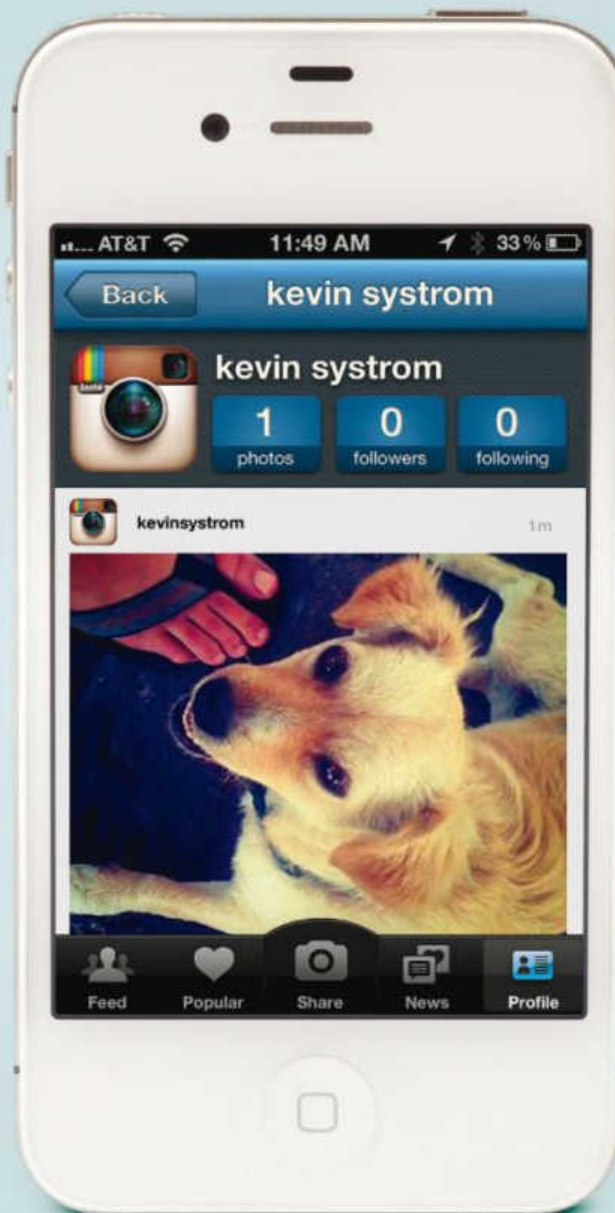 AT&T 11:49 AM 33%
Back kevin systrom
kevin systrom
1 0 0
photos followers following
kevinsystrom 1m
Feed Popular Share News Profile